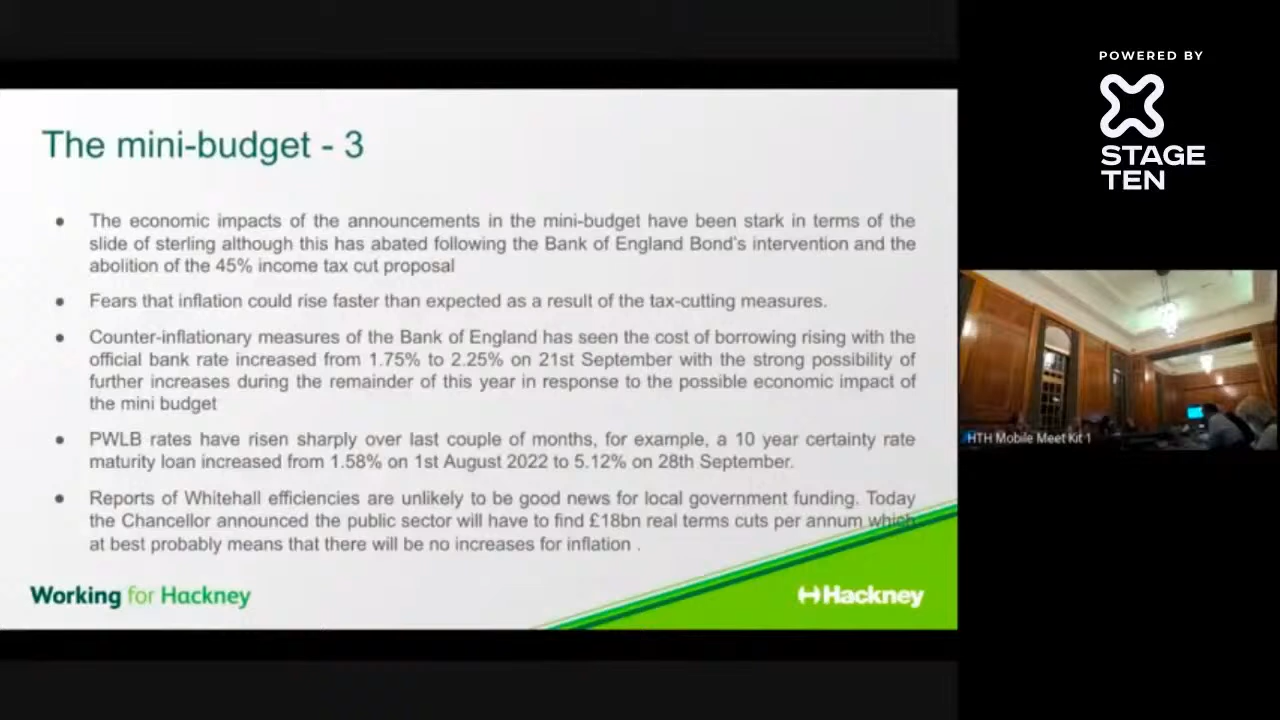 POWERED BY
STAGE
TEN
The mini-budget - 3
● The economic impacts of the announcements in the mini-budget have been stark in terms of the
slide of sterling although this has abated following the Bank of England Bond's intervention and the
abolition of the 45% income tax cut proposal
● Fears that inflation could rise faster than expected as a result of the tax-cutting measures.
● Counter-inflationary measures of the Bank of England has seen the cost of borrowing rising with the
official bank rate increased from 1.75% to 2.25% on 21st September with the strong possibility of
further increases during the remainder of this year in response to the possible economic impact of
the mini budget
● PWLB rates have risen sharply over last couple of months, for example, a 10 year certainty rate
maturity loan increased from 1.58% on 1st August 2022 to 5.12% on 28th September.
● Reports of Whitehall efficiencies are unlikely to be good news for local government funding. Today
the Chancellor announced the public sector will have to find £18bn real terms cuts per annum which
at best probably means that there will be no increases for inflation .
Working for Hackney
Hackney
HTH Mobile Meet Kit 1